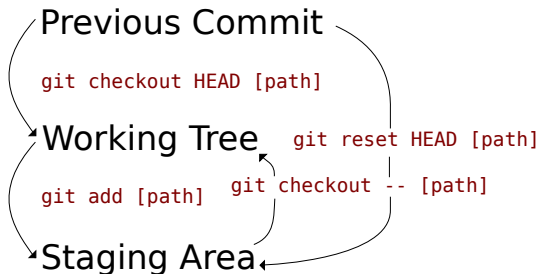 Previous Commit
git checkout HEAD [path]
Working Tree
git reset HEAD [path]
git checkout -- [path]
git add [path]
Staging Area